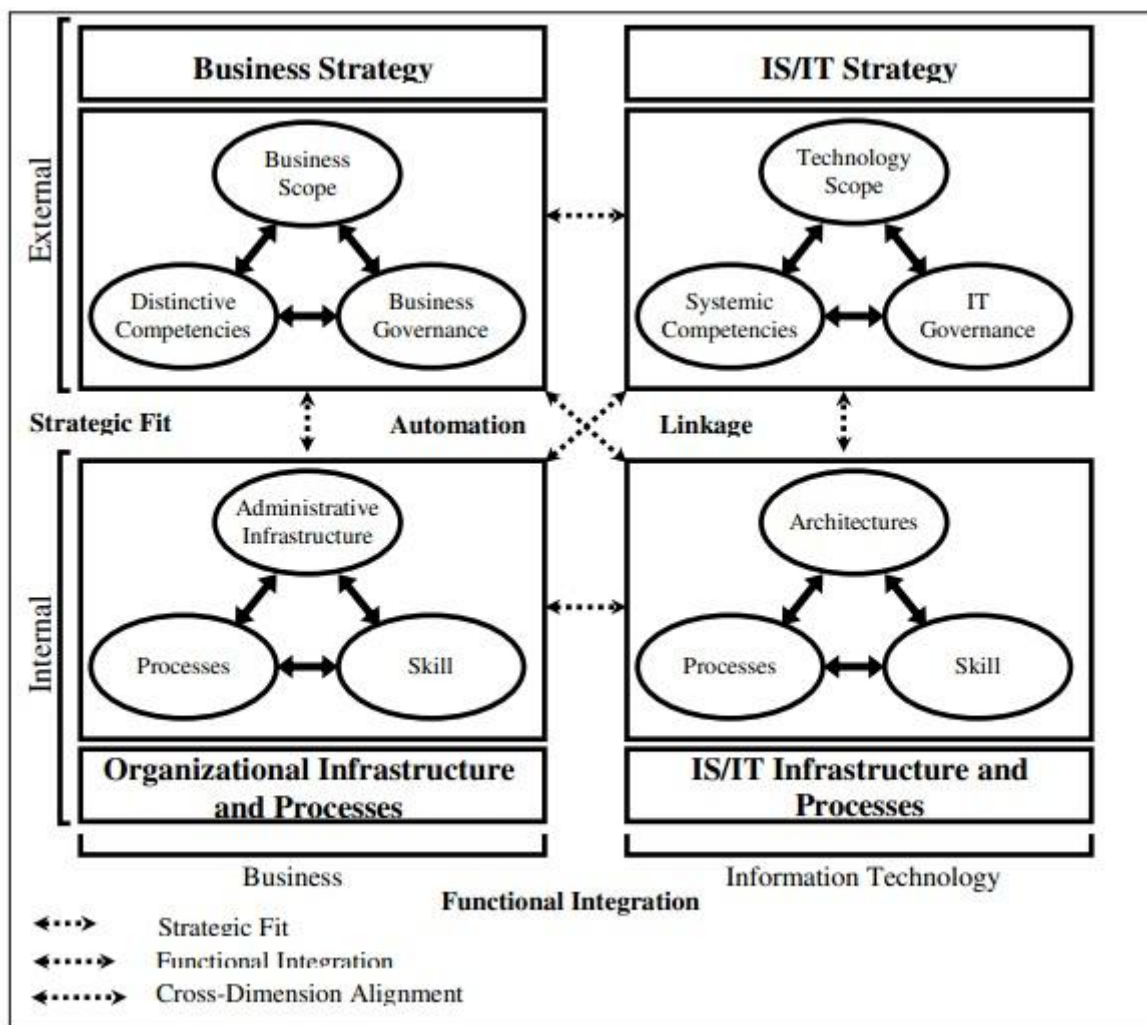 Business Strategy
IS/IT Strategy
External
Business
Scope
Technology
Scope
Distinctive
Competencies
Business
Governance
Systemic
Competencies
IT
Governance
Strategic Fit
Automation
Linkage
Internal
Administrative
Infrastructure
Architectures
Processes
Skill
Processes
Skill
Organizational Infrastructure
and Processes
IS/IT Infrastructure and
Processes
Business
Information Technology
Functional Integration
Strategic Fit
Functional Integration
Cross-Dimension Alignment